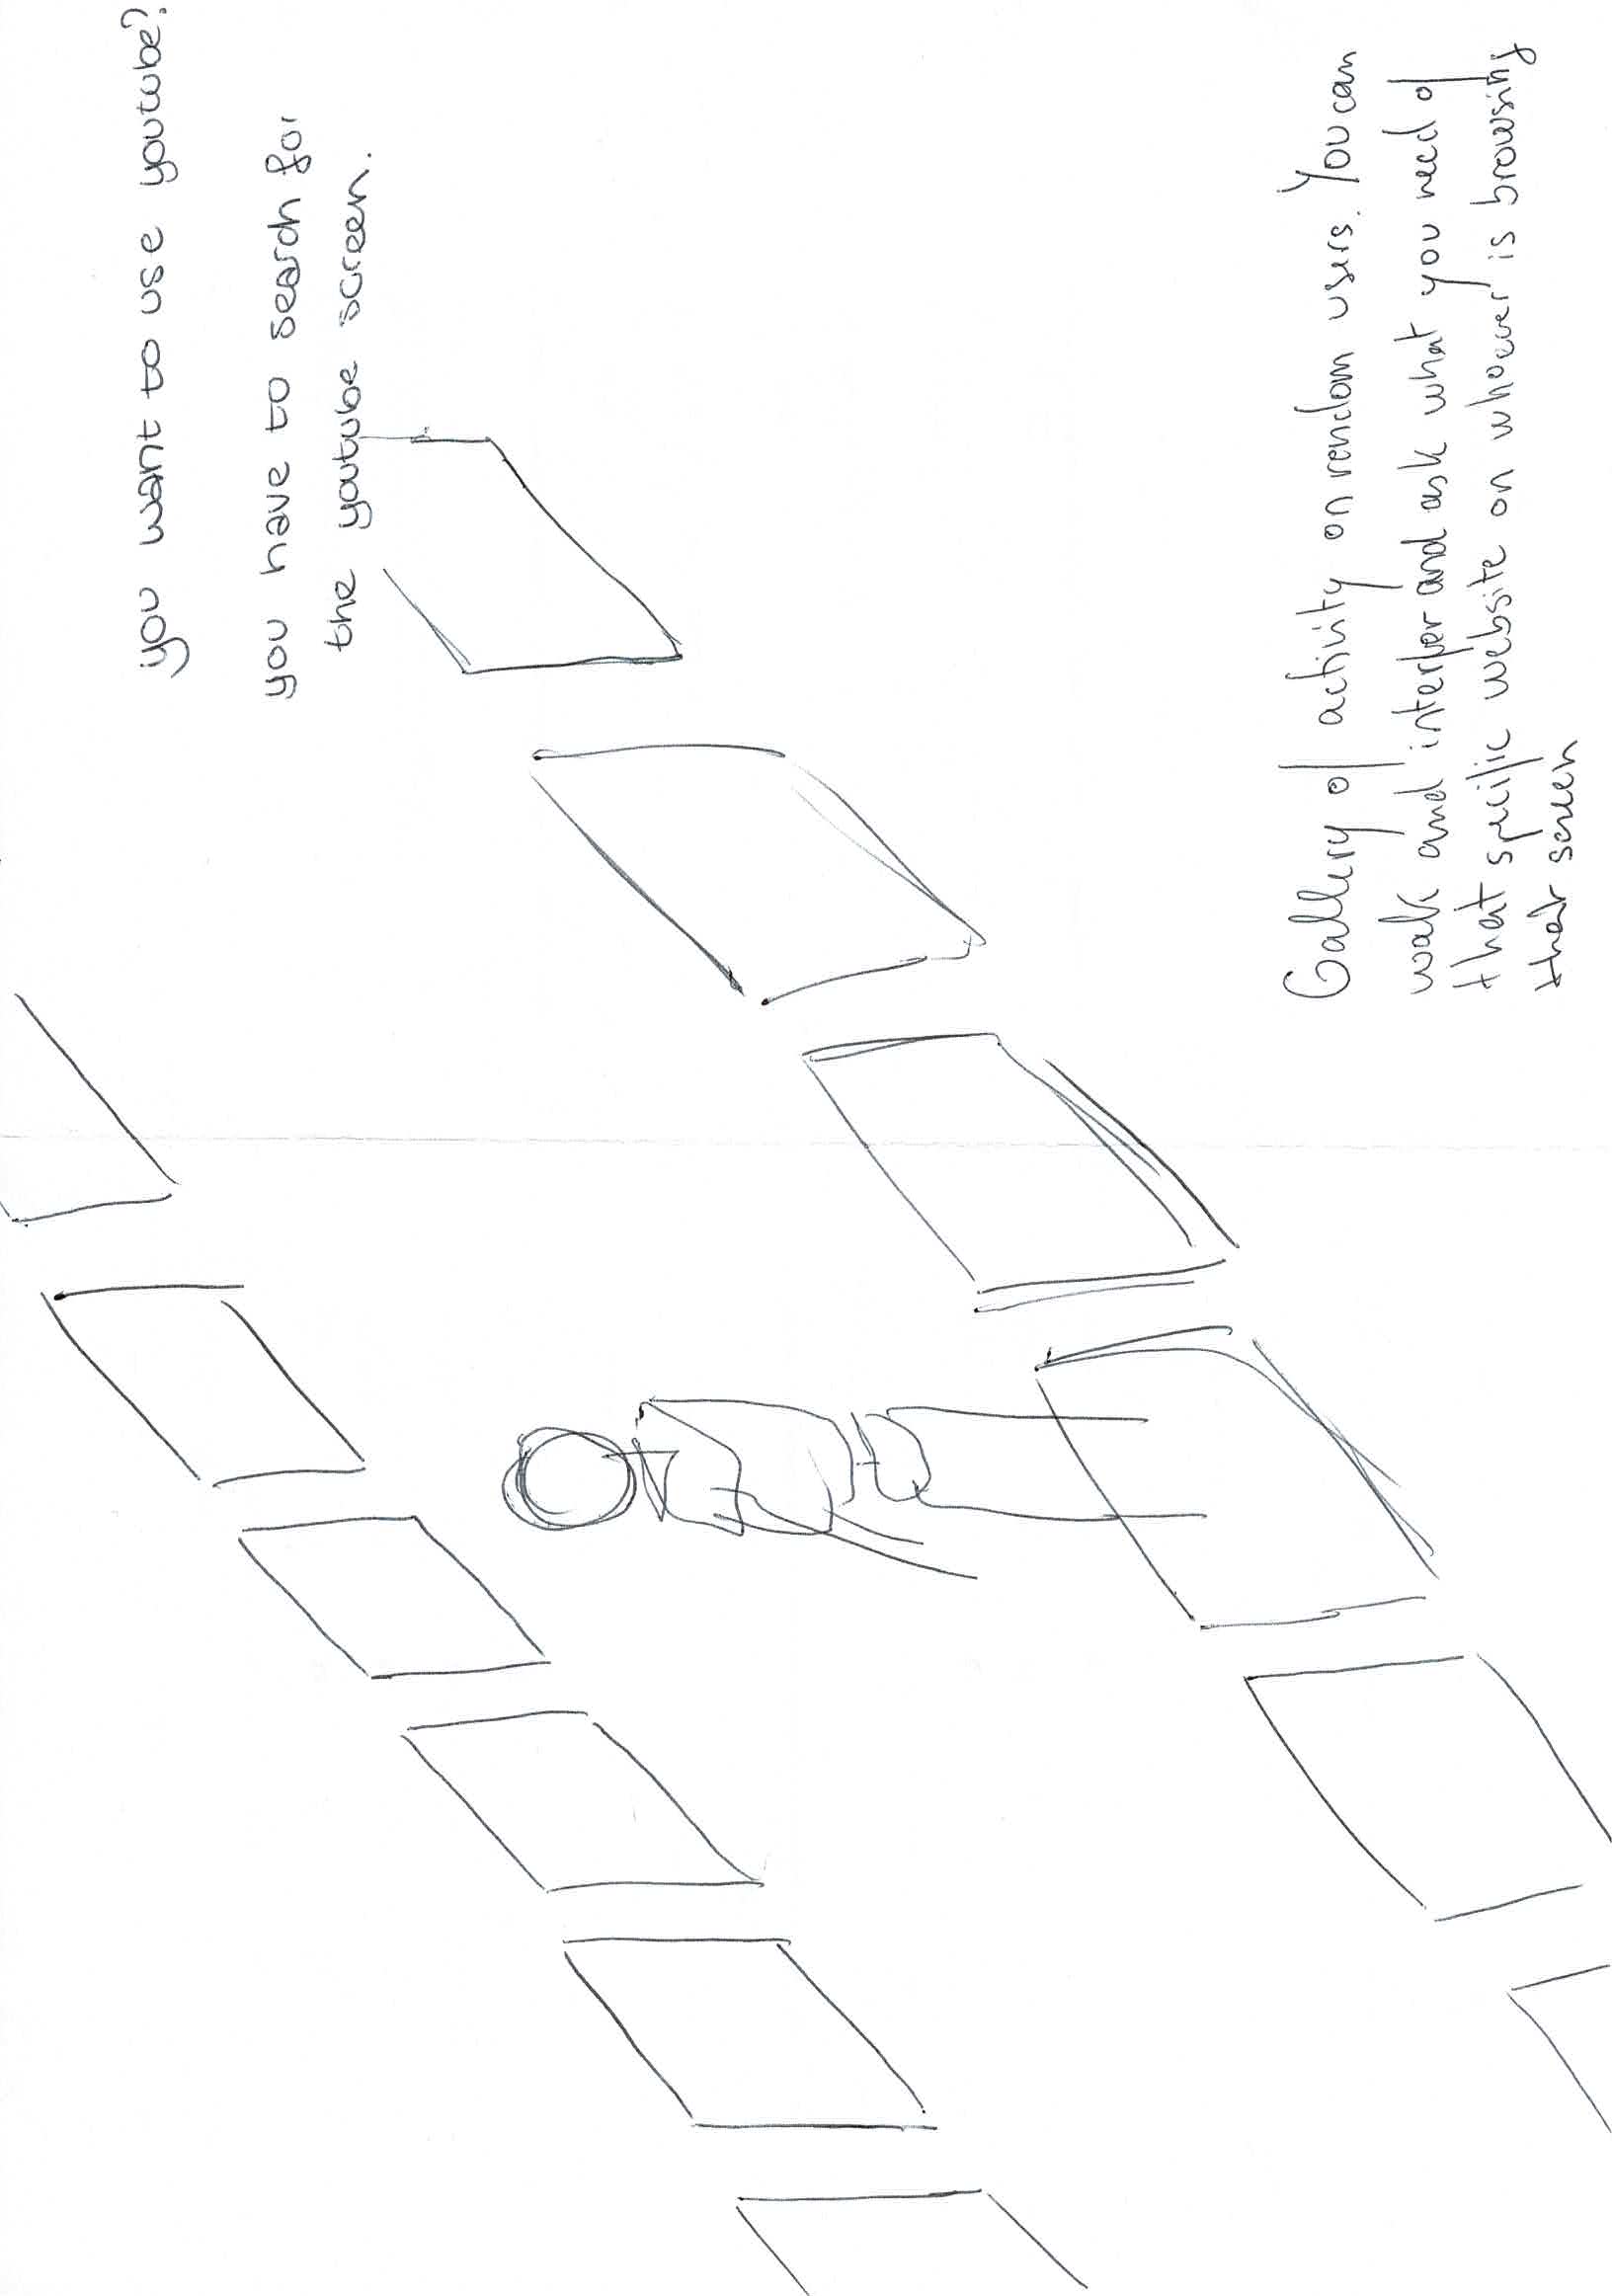 you want to use youtube?
you have to search for
the youtube screen.
Gallery of activity on random users. You can
walk and interfer and ask what you need of
that specific website on whoever is browsing
that screen